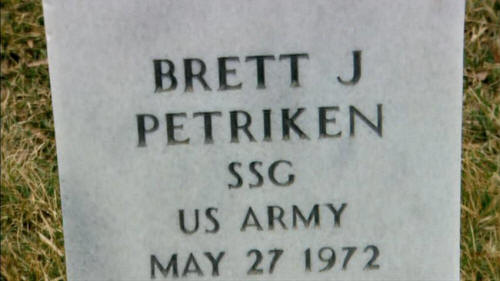 BRETT J
PETRIKEN
SSG
US ARMY
MAY 27 1972